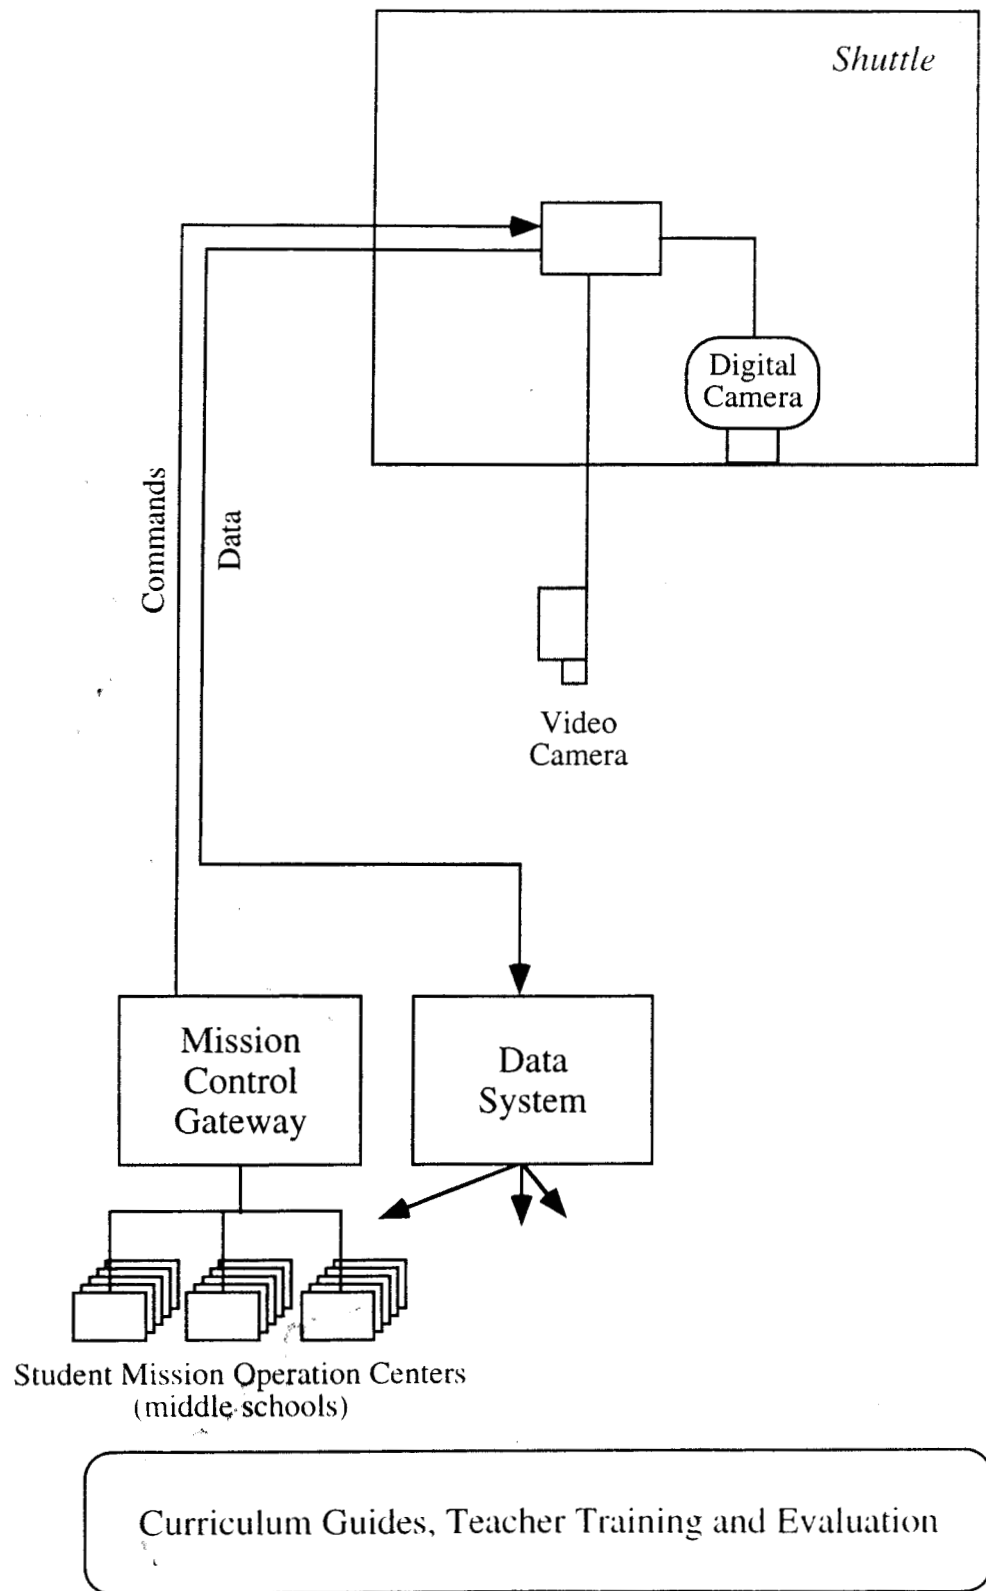 Shuttle
Digital
Camera
Commands
Data
Video
Camera
Mission
Control
Gateway
Data
System
Student Mission Operation Centers
(middle schools)
Curriculum Guides, Teacher Training and Evaluation